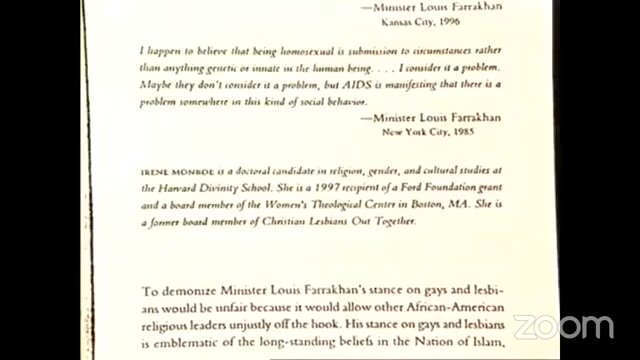 —Minister Louis Farrakhan
Kansas City, 1996
I happen to believe that being homosexual is submission to circumstances rather
than anything genetic or innate in the human being. . . . I consider it a problem.
Maybe they don't consider it a problem, but AIDS is manifesting that there is a
problem somewhere in this kind of social behavior.
—Minister Louis Farrakhan
New York City, 1985
IRENE MONROE is a doctoral candidate in religion, gender, and cultural studies at
the Harvard Divinity School. She is a 1997 recipient of a Ford Foundation grant
and a board member of the Women's Theological Center in Boston, MA. She is
a former board member of Christian Lesbians Out Together.
To demonize Minister Louis Farrakhan's stance on gays and lesbi-
ans would be unfair because it would allow other African-American
religious leaders unjustly off the hook. His stance on gays and lesbians
is emblematic of the long-standing beliefs in the Nation of Islam,
zoom